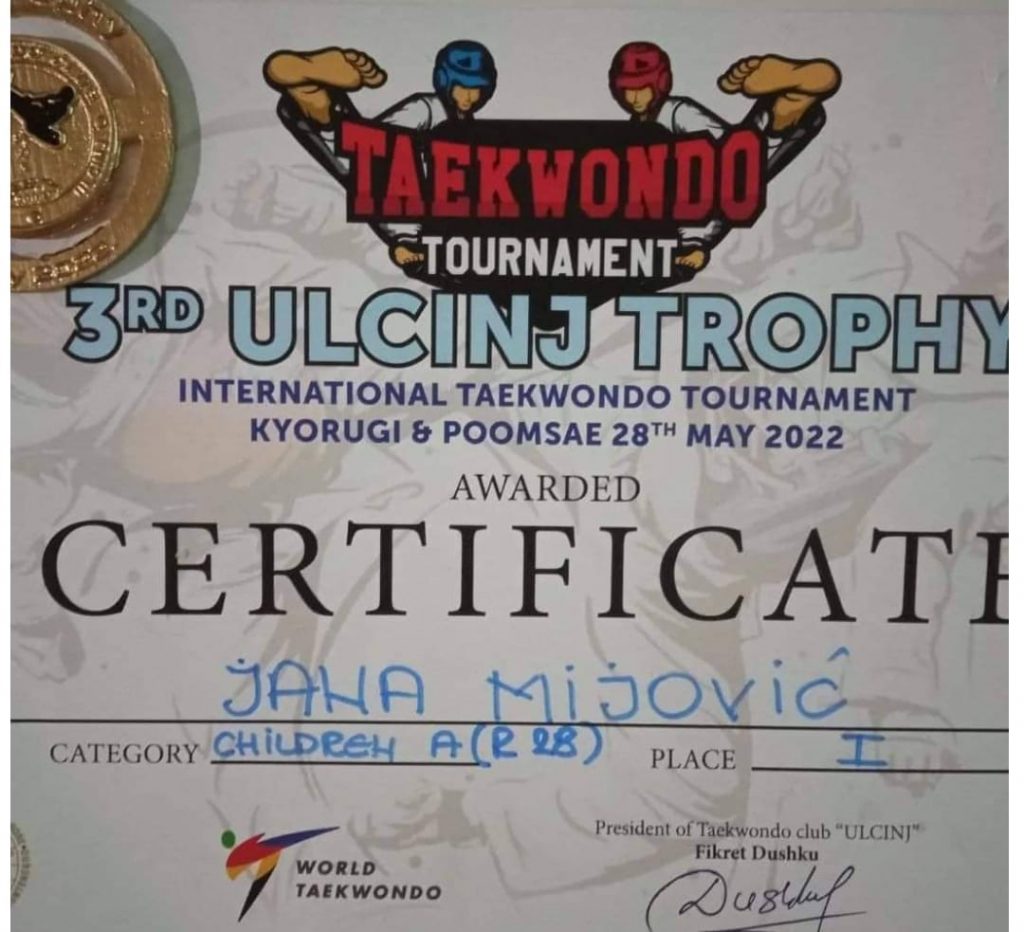 TAEKWONDO
TOURNAMENT
3RD ULCINJ TROPHY
INTERNATIONAL TAEKWONDO TOURNAMENT
KYORUGI & POOMSAE 28TH MAY 2022
AWARDED
CERTIFICATE
JANA MIJOVIĆ
CATEGORY CHILDREN A (R 28) PLACE I
WORLD
TAEKWONDO
President of Taekwondo club "ULCINJ"
Fikret Dushku